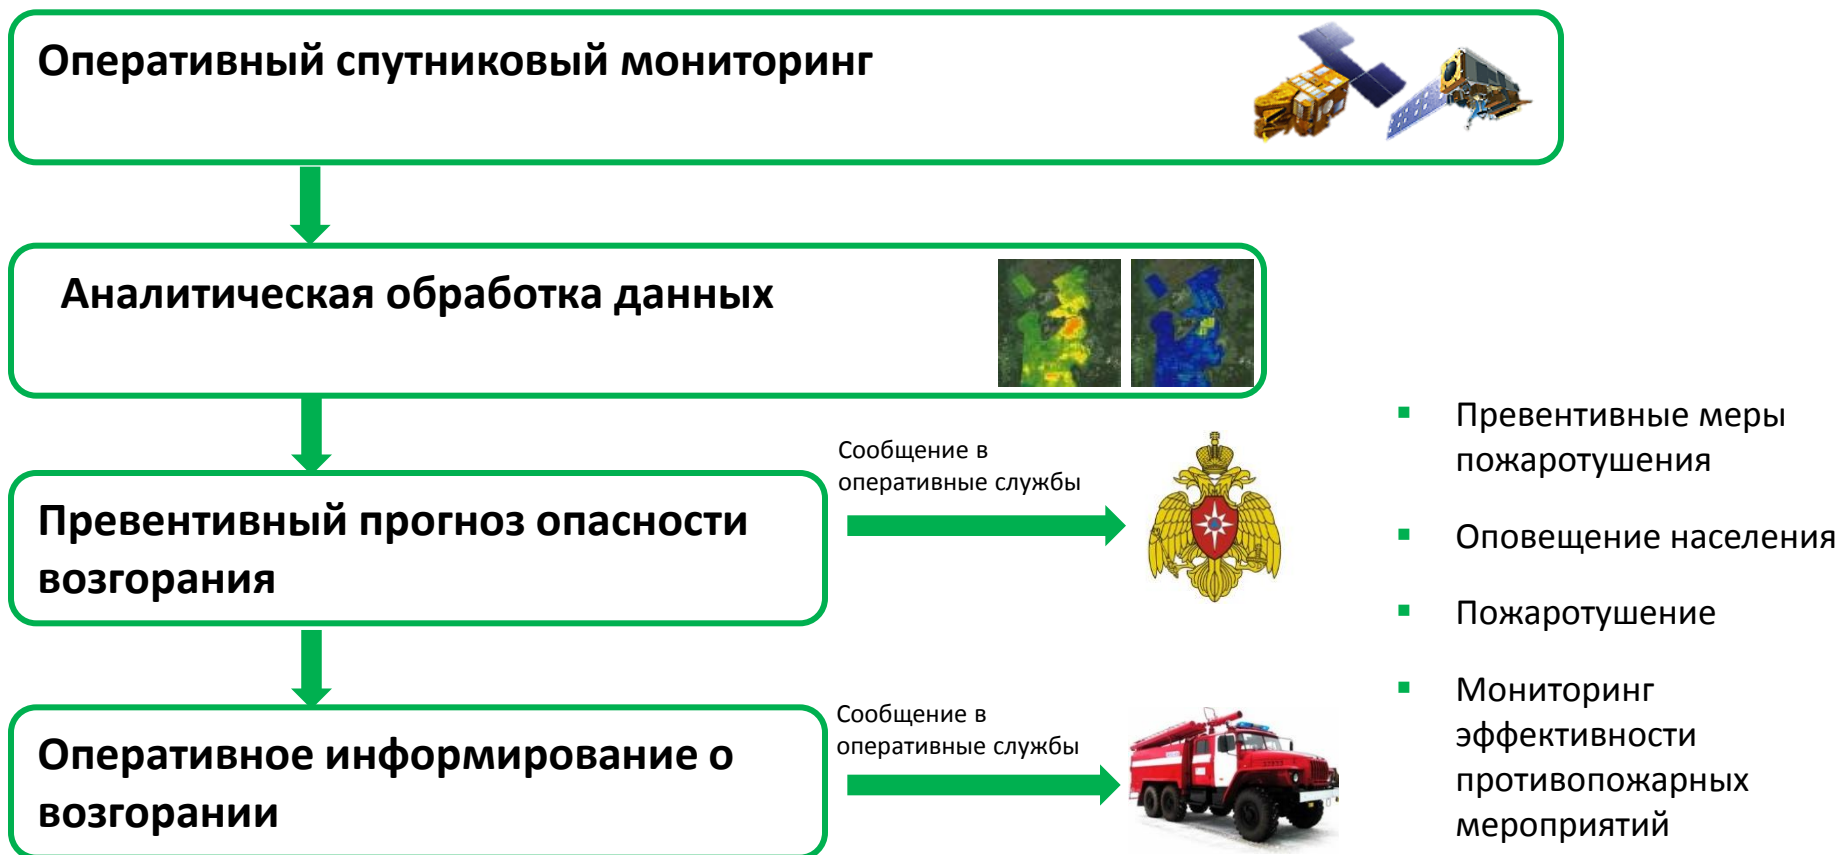 Оперативный спутниковый мониторинг
Аналитическая обработка данных
Превентивный прогноз опасности
возгорания
Сообщение в
оперативные службы
Оперативное информирование о
возгорании
Сообщение в
оперативные службы
▪ Превентивные меры
пожаротушения
▪ Оповещение населения
▪ Пожаротушение
▪ Мониторинг
эффективности
противопожарных
мероприятий